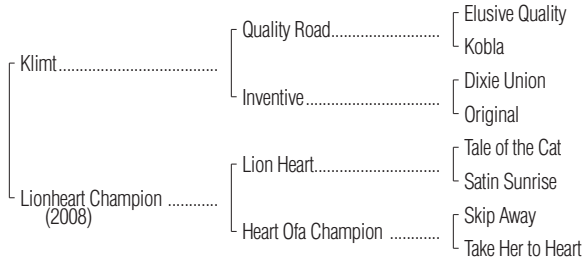 Elusive Quality
Quality Road
Kobla
Klimt
Dixie Union
Inventive
Original
Tale of the Cat
Lion Heart
Satin Sunrise
Lionheart Champion
(2008)
Skip Away
Heart Ofa Champion
Take Her to Heart